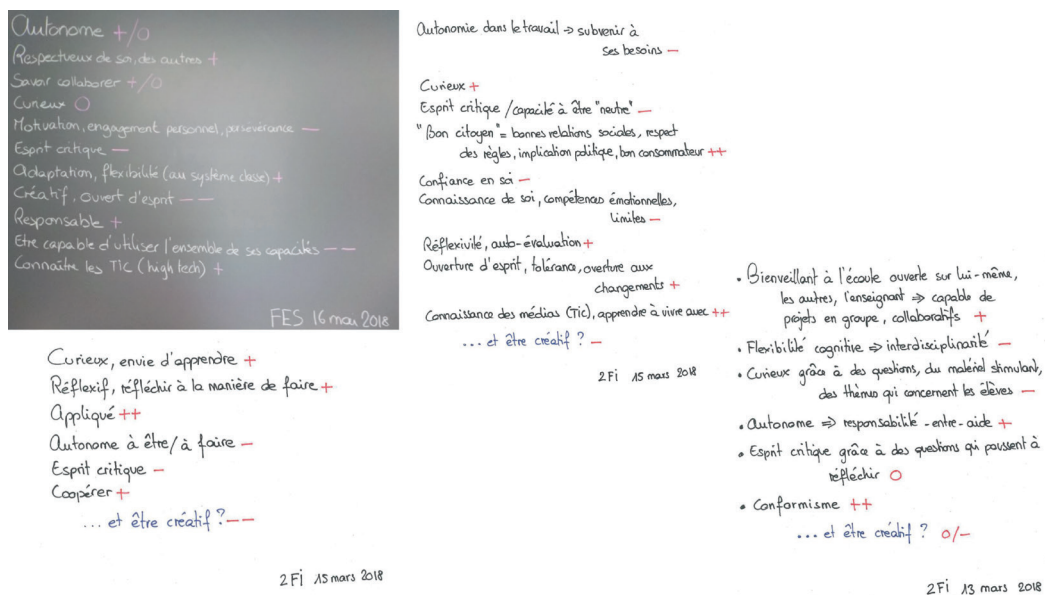 Autonome +/O
Respectueux de soi, des autres +
Savoir collaborer +/O
Curieux O
Motivation, engagement personnel, persévérance —
Esprit critique —
Adaptation, flexibilité (au système classe) +
Créatif, ouvert d'esprit — —
Responsable +
Etre capable d'utiliser l'ensemble de ses capacités — —
Connaître les TIC (high tech) +
FES 16 mai 2018
Autonomie dans le travail ⇒ subvenir à
ses besoins —
Curieux +
Esprit critique / capacité à être "neutre" —
"Bon citoyen" = bonnes relations sociales, respect
des règles, implication politique, bon consommateur ++
Confiance en soi —
Connaissance de soi, compétences émotionnelles,
limites —
Réflexivité, auto-évaluation +
Ouverture d'esprit, tolérance, overture aux
changements +
Connaissance des médias (Tic), apprendre à vivre avec ++
... et être créatif ? —
2Fi 15 mars 2018
Curieux, envie d'apprendre +
Réflexif, réfléchir à la manière de faire +
Appliqué ++
Autonome à être/à faire —
Esprit critique —
Coopérer +
... et être créatif ? — —
2Fi 15 mars 2018
• Bienveillant à l'écoute ouverte sur lui-même,
les autres, l'enseignant ⇒ capable de
projets en groupe, collaboratifs +
• Flexibilité cognitive ⇒ interdisciplinarité —
• Curieux grâce à des questions, du matériel stimulant,
des thèmes qui concernent les élèves —
• Autonome ⇒ responsabilité - entre-aide +
• Esprit critique grâce à des questions qui poussent à
réfléchir O
• Conformisme ++
... et être créatif ? O/—
2Fi 13 mars 2018